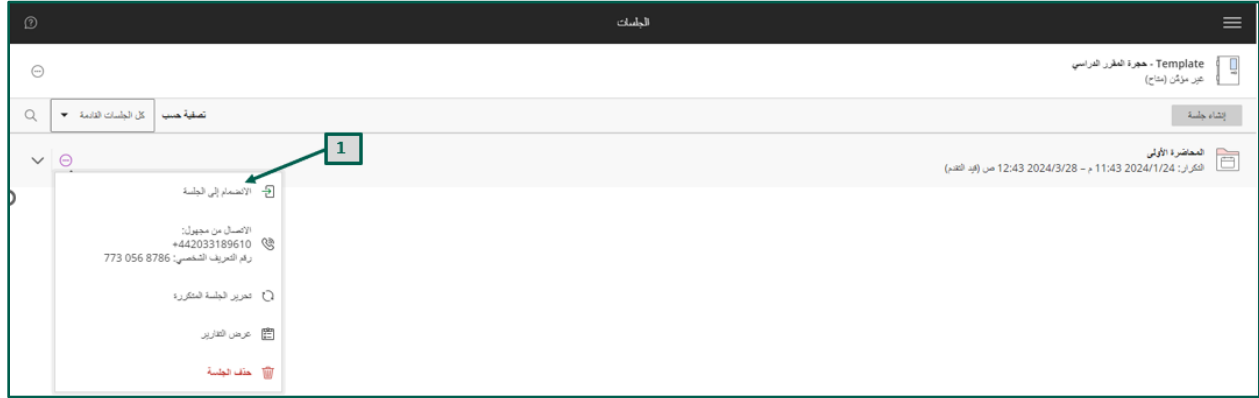 الجلسات
Template - حجرة المقرر الدراسي
غير مؤمّن (متاح)
إنشاء جلسة
تصفية حسب كل الجلسات القادمة
المحاضرة الأولى
التكرار: 2024/1/24 11:43 م – 2024/3/28 12:43 ص (قيد التقدم)
1
الانضمام إلى الجلسة
الاتصال من مجهول:
+442033189610
رقم التعريف الشخصي: 773 056 8786
تحرير الجلسة المتكررة
عرض التقارير
حذف الجلسة